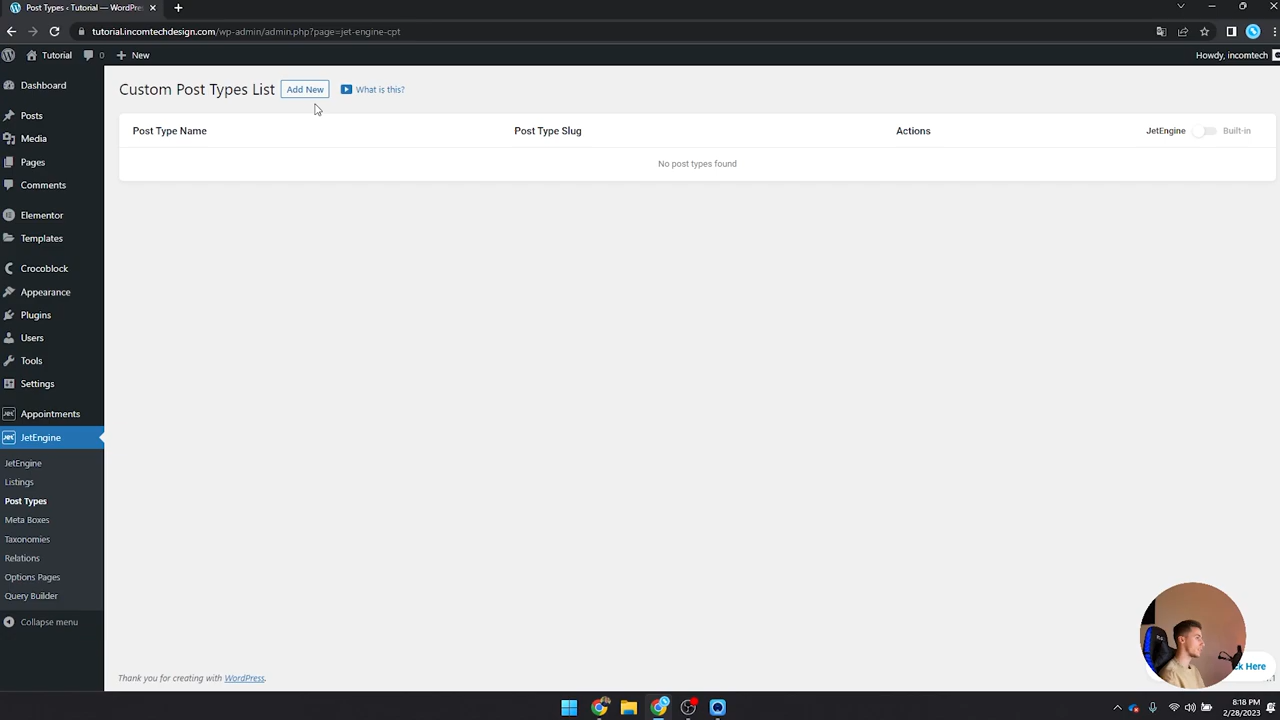 Post Types ‹ Tutorial — WordPr
tutorial.incomtechdesign.com/wp-admin/admin.php?page=jet-engine-cpt
Tutorial
0
New
Howdy, incomtech
Dashboard
Posts
Media
Pages
Comments
Elementor
Templates
Crocoblock
Appearance
Plugins
Users
Tools
Settings
Appointments
JetEngine
JetEngine
Listings
Post Types
Meta Boxes
Taxonomies
Relations
Options Pages
Query Builder
Collapse menu
Custom Post Types List
Add New
What is this?
Post Type Name
Post Type Slug
Actions
JetEngine
Built-in
No post types found
Thank you for creating with WordPress.
Here
8:18 PM
2/28/2023